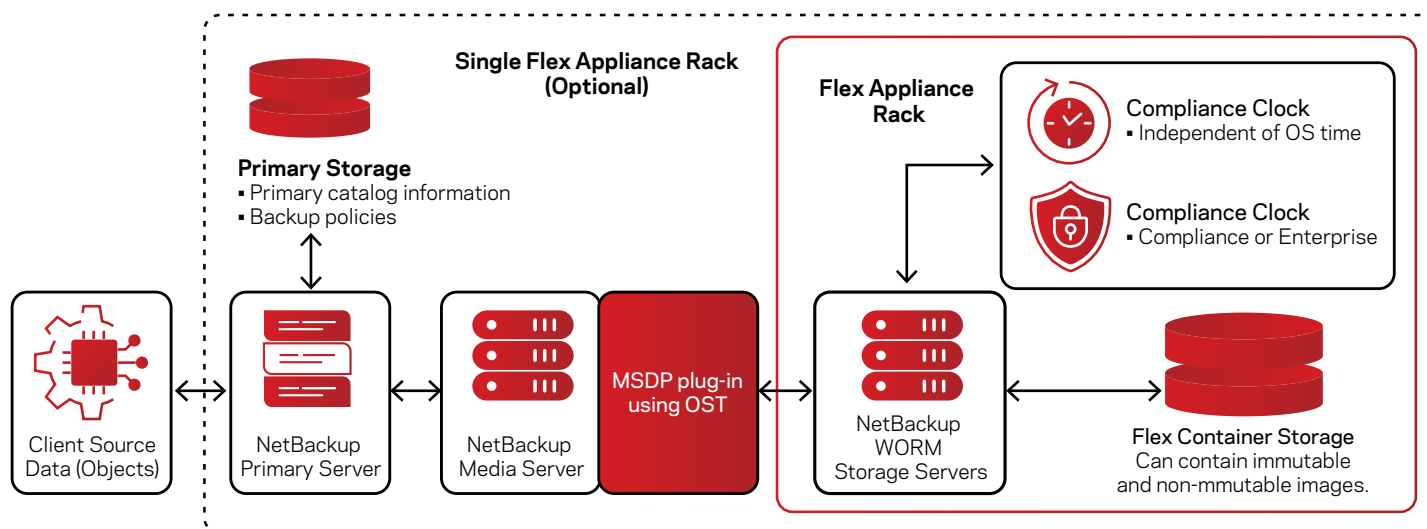 Single Flex Appliance Rack
(Optional)
Primary Storage
▪ Primary catalog information
▪ Backup policies
Flex Appliance
Rack
Compliance Clock
▪ Independent of OS time
Compliance Clock
▪ Compliance or Enterprise
Client Source
Data (Objects)
NetBackup
Primary Server
NetBackup
Media Server
MSDP plug-in
using OST
NetBackup
WORM
Storage Servers
Flex Container Storage
Can contain immutable
and non-mmutable images.